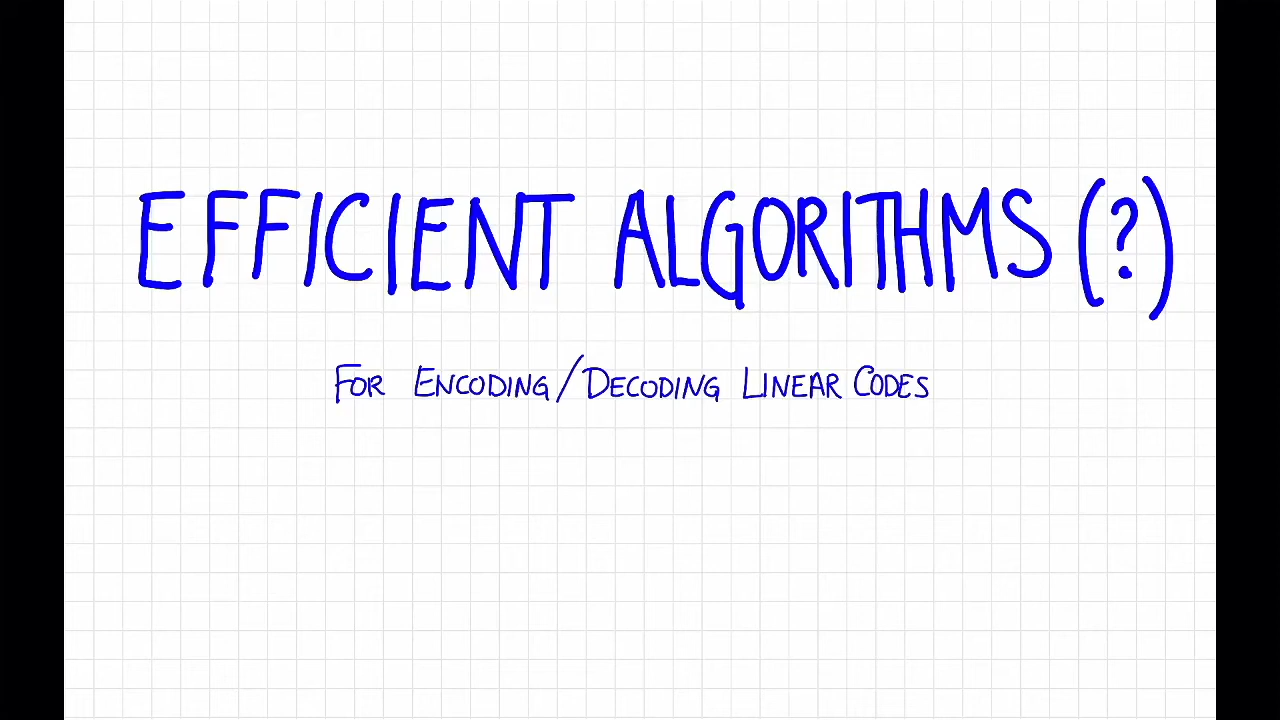 EFFICIENT ALGORITHMS (?)
FOR ENCODING/DECODING LINEAR CODES